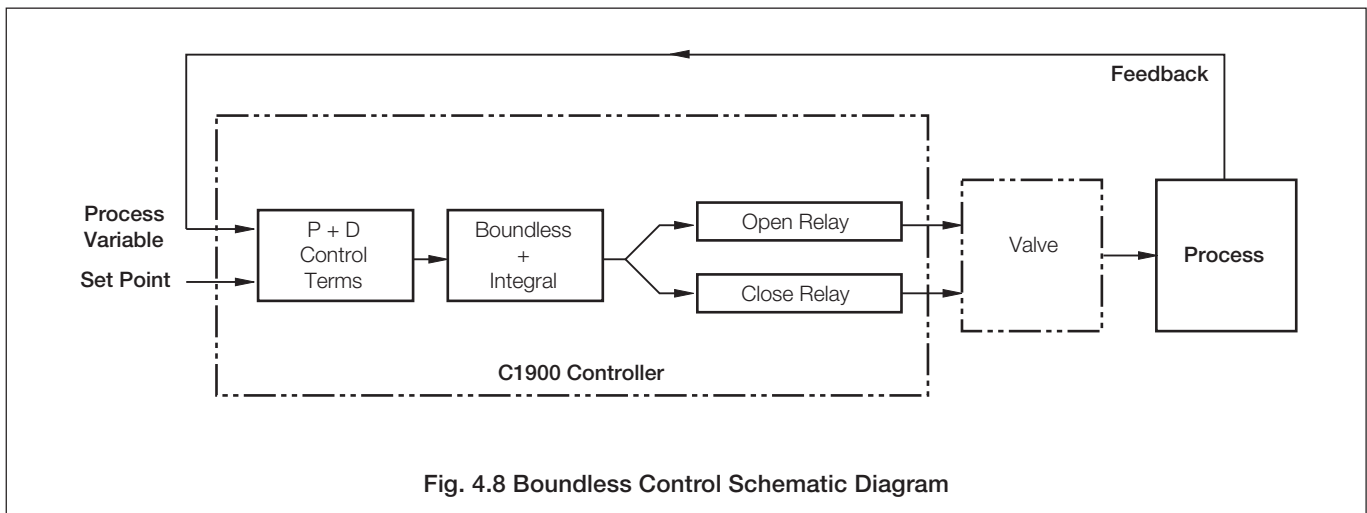 Feedback
Process
Variable
Set Point
P + D
Control
Terms
Boundless
+
Integral
Open Relay
Close Relay
Valve
Process
C1900 Controller
Fig. 4.8 Boundless Control Schematic Diagram